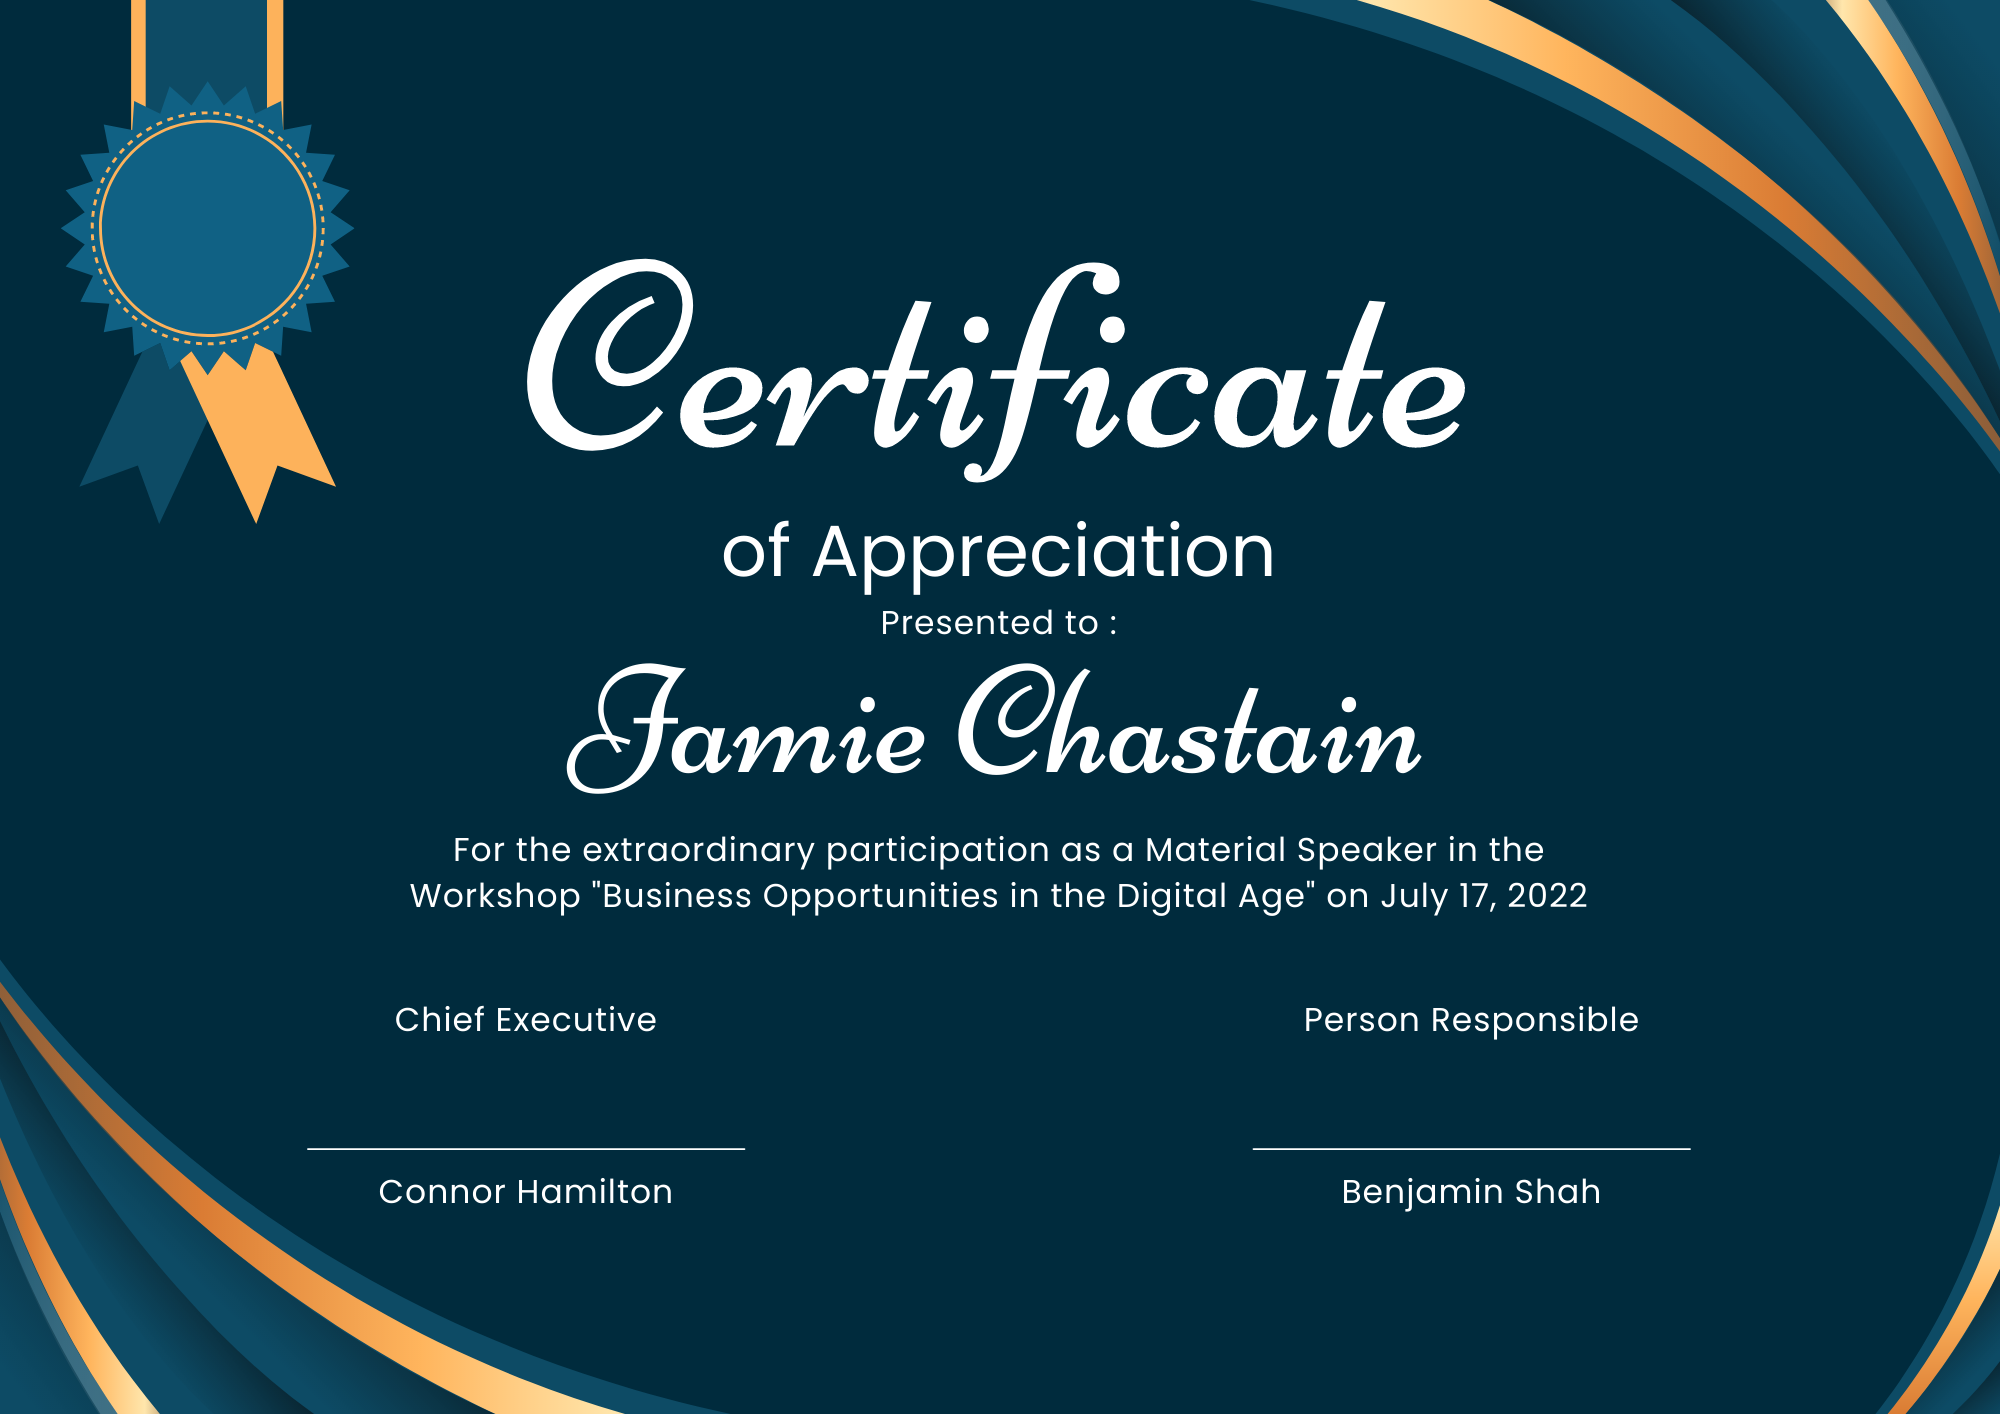 Certificate
of Appreciation
Presented to :
Jamie Chastain
For the extraordinary participation as a Material Speaker in the
Workshop "Business Opportunities in the Digital Age" on July 17, 2022
Chief Executive
Person Responsible
Connor Hamilton
Benjamin Shah